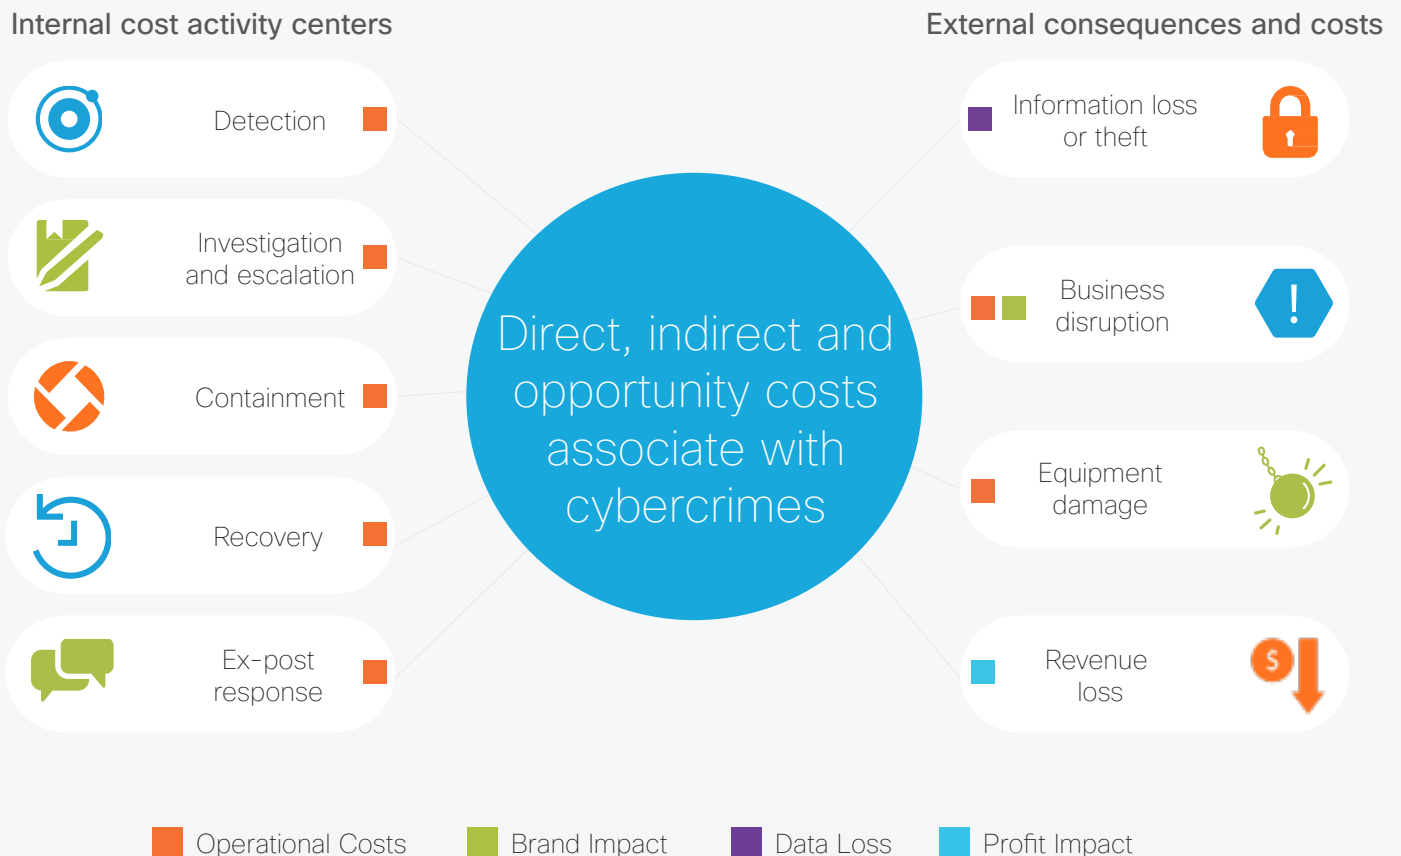 Internal cost activity centers
External consequences and costs
Detection
Investigation
and escalation
Containment
Recovery
Ex-post
response
Direct, indirect and
opportunity costs
associate with
cybercrimes
Information loss
or theft
Business
disruption
!
Equipment
damage
Revenue
loss
$
Operational Costs
Brand Impact
Data Loss
Profit Impact